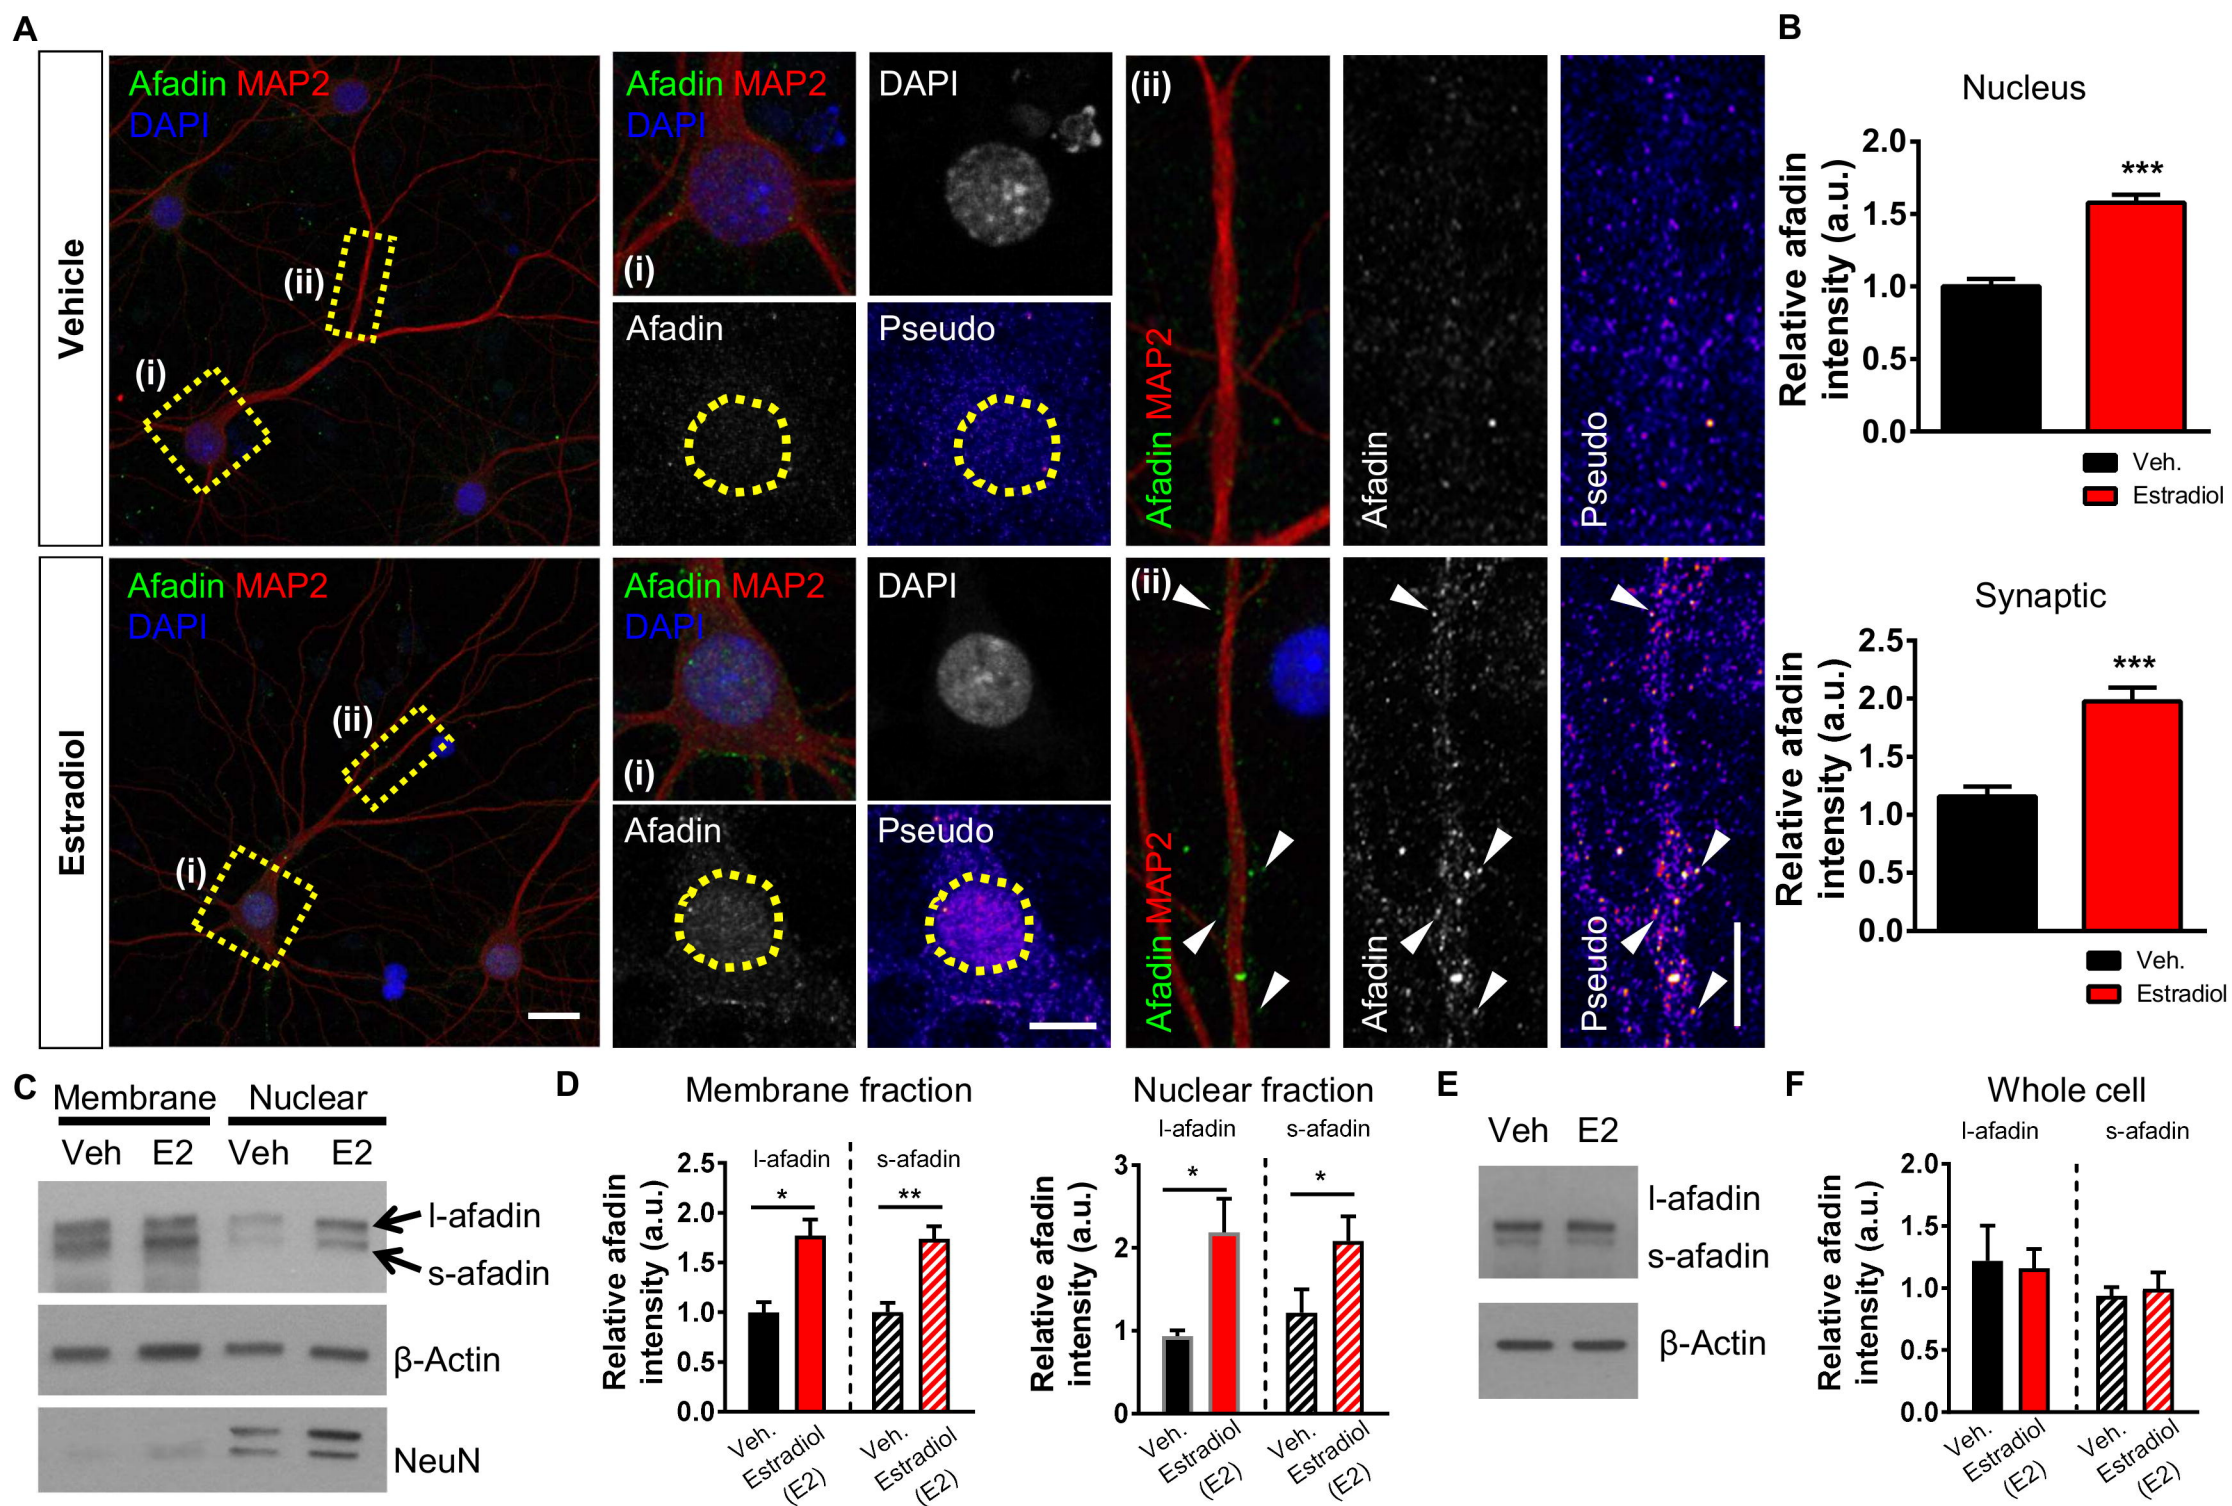 A
Vehicle
Afadin MAP2
DAPI
(i)
(ii)
Afadin MAP2
DAPI
(i)
DAPI
Afadin
Pseudo
(ii)
Afadin MAP2
Afadin
Pseudo
Estradiol
Afadin MAP2
DAPI
(i)
(ii)
Afadin MAP2
DAPI
(i)
DAPI
Afadin
Pseudo
(ii)
Afadin MAP2
Afadin
Pseudo
B
Nucleus
Relative afadin
intensity (a.u.)
2.0
1.5
1.0
0.5
0.0
***
Veh.
Estradiol
Synaptic
Relative afadin
intensity (a.u.)
2.5
2.0
1.5
1.0
0.5
0.0
***
Veh.
Estradiol
C
Membrane Nuclear
Veh E2 Veh E2
l-afadin
s-afadin
β-Actin
NeuN
D
Membrane fraction
l-afadin s-afadin
Relative afadin
intensity (a.u.)
2.5
2.0
1.5
1.0
0.5
0.0
* **
Veh.
Estradiol
(E2)
Veh.
Estradiol
(E2)
Nuclear fraction
l-afadin s-afadin
Relative afadin
intensity (a.u.)
3
2
1
0
* *
Veh.
Estradiol
(E2)
Veh.
Estradiol
(E2)
E
Veh E2
l-afadin
s-afadin
β-Actin
F
Whole cell
l-afadin s-afadin
Relative afadin
intensity (a.u.)
2.0
1.5
1.0
0.5
0.0
Veh.
Estradiol
(E2)
Veh.
Estradiol
(E2)